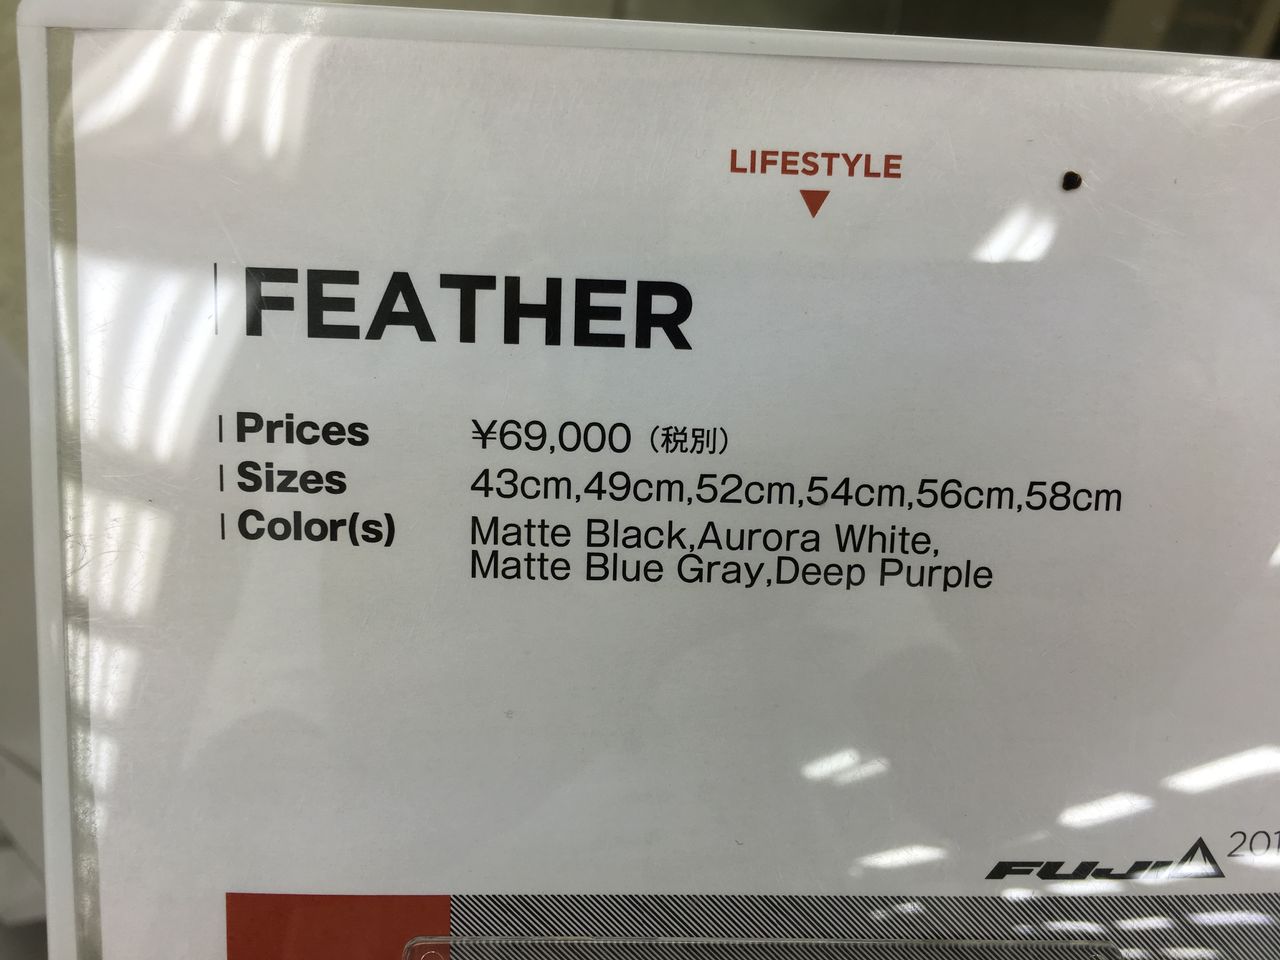 LIFESTYLE
FEATHER
Prices ¥69,000（税別）
Sizes 43cm,49cm,52cm,54cm,56cm,58cm
Color(s) Matte Black,Aurora White,
Matte Blue Gray,Deep Purple
FUJI 201